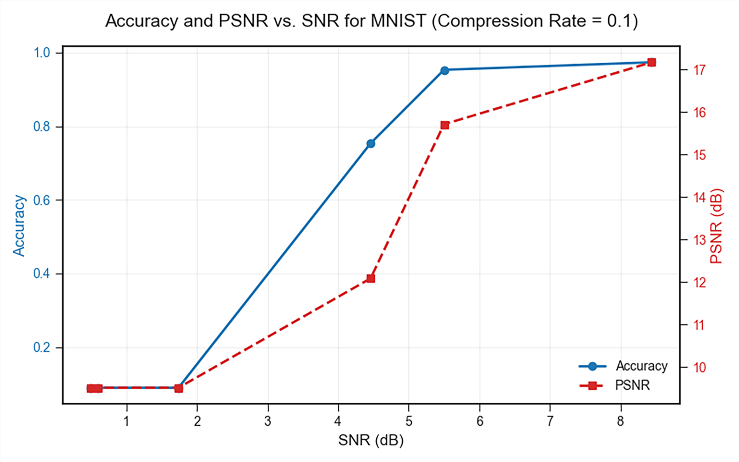 Accuracy and PSNR vs. SNR for MNIST (Compression Rate = 0.1)
1.0
0.8
0.6
0.4
0.2
Accuracy
17
16
15
14
13
12
11
10
PSNR (dB)
Accuracy
PSNR
1 2 3 4 5 6 7 8
SNR (dB)